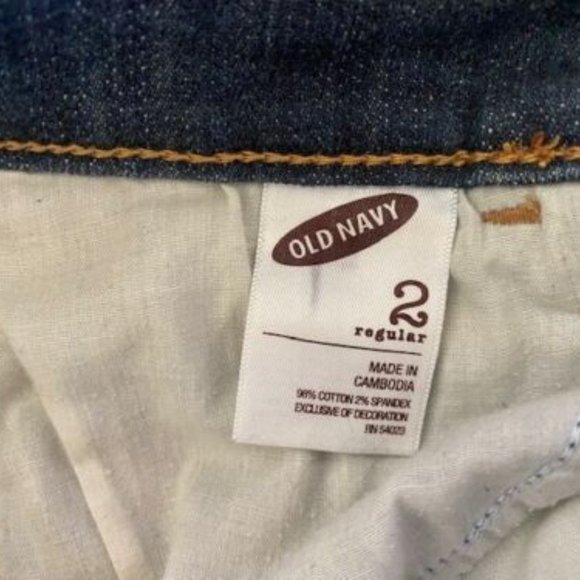 OLD NAVY
2
regular
MADE IN
CAMBODIA
98% COTTON 2% SPANDEX
EXCLUSIVE OF DECORATION
RN 54023